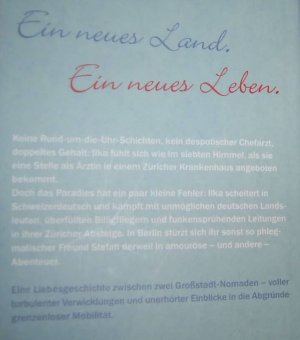 Ein neues Land.
Ein neues Leben.
Keine Rund-um-die-Uhr-Schichten, kein despotischer Chefarzt,
doppeltes Gehalt: Ilka fühlt sich wie im siebten Himmel, als sie
eine Stelle als Ärztin in einem Züricher Krankenhaus angeboten
bekommt.
Doch das Paradies hat ein paar kleine Fehler: Ilka scheitert in
Schweizerdeutsch und kämpft mit unmöglichen deutschen Lands-
leuten, überfüllten Billigfliegern und funkensprühenden Leitungen
in ihrer Züricher Absteige. In Berlin stürzt sich ihr sonst so phleg-
matischer Freund Stefan derweil in amouröse – und andere –
Abenteuer.
Eine Liebesgeschichte zwischen zwei Großstadt-Nomaden – voller
turbulenter Verwicklungen und unerhörter Einblicke in die Abgründe
grenzenloser Mobilität.